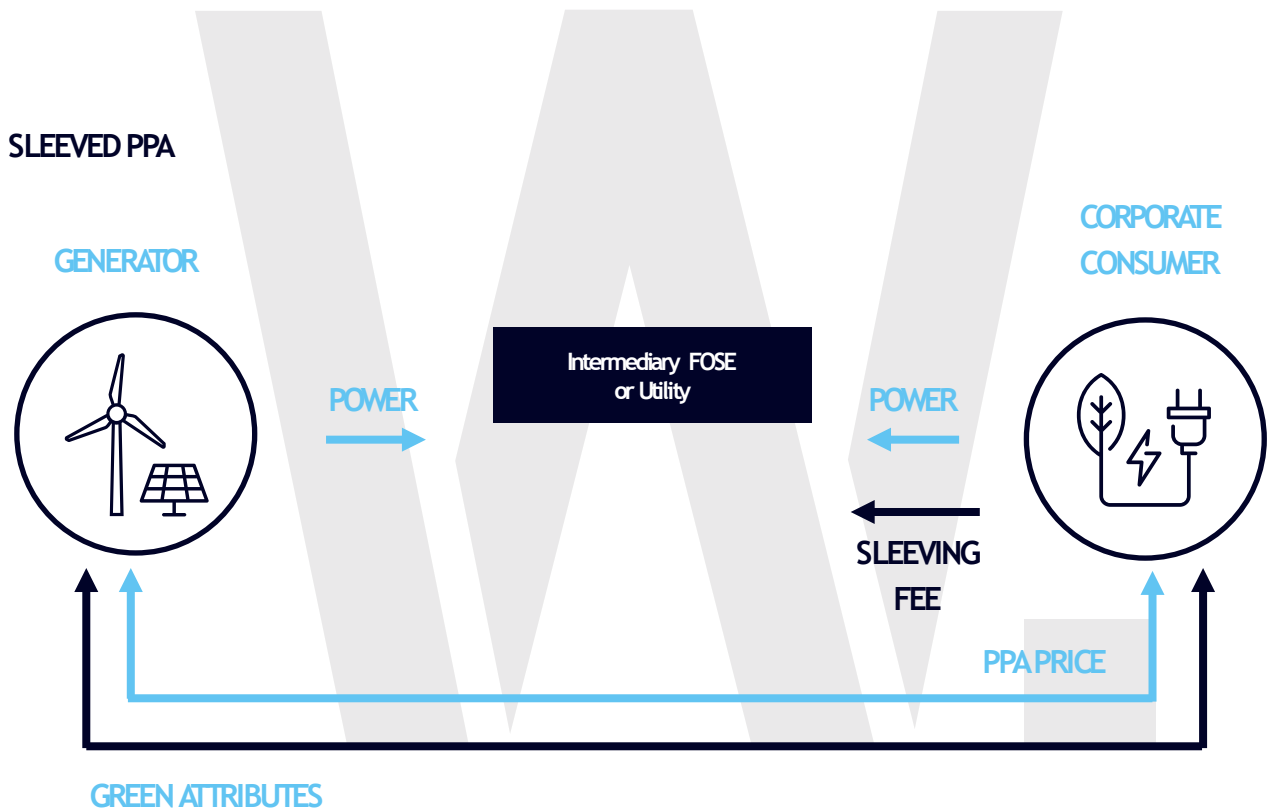 SLEEVED PPA
GENERATOR
CORPORATE
CONSUMER
Intermediary FOSE
or Utility
POWER
POWER
SLEEVING
FEE
PPA PRICE
GREEN ATTRIBUTES